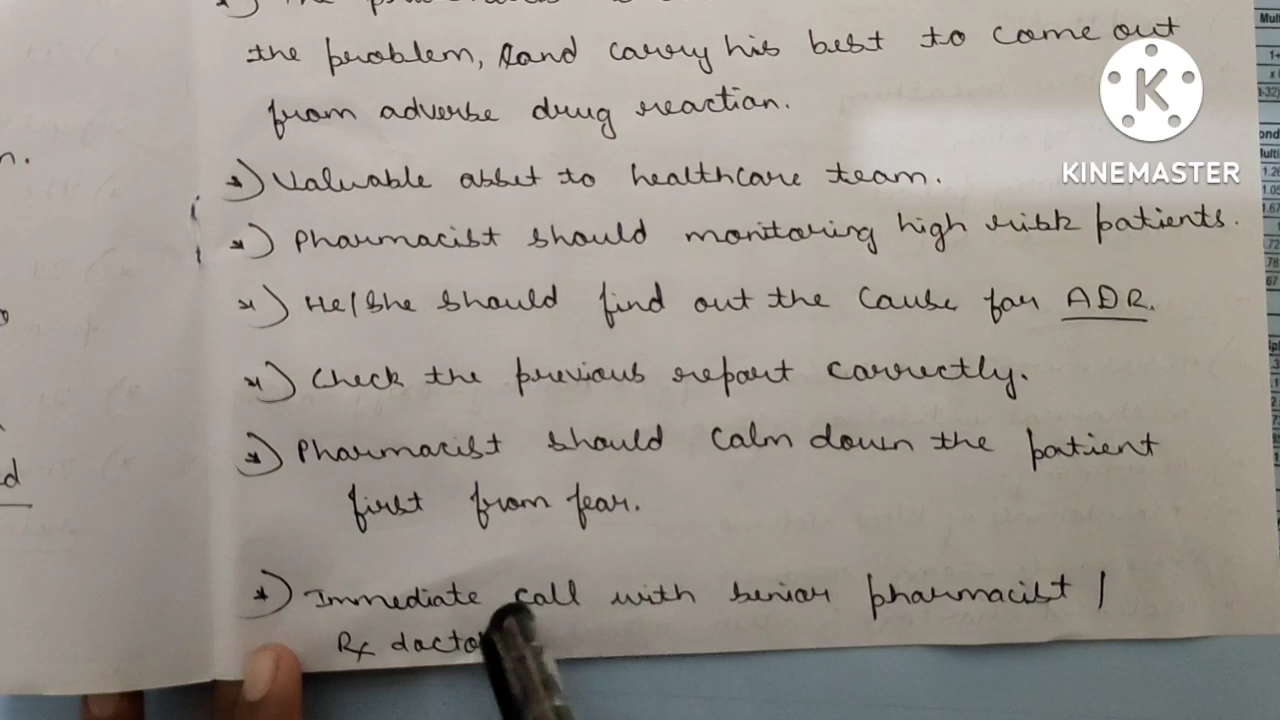 the problem, and carry his best to come out
from adverse drug reaction.
*) Valuable asset to healthcare team.
*) Pharmacist should monitoring high risk patients.
*) He/She should find out the cause for ADR.
*) Check the previous report correctly.
*) Pharmacist should calm down the patient
first from fear.
*) Immediate call with senior pharmacist /
Rx doctor
K
KINEMASTER